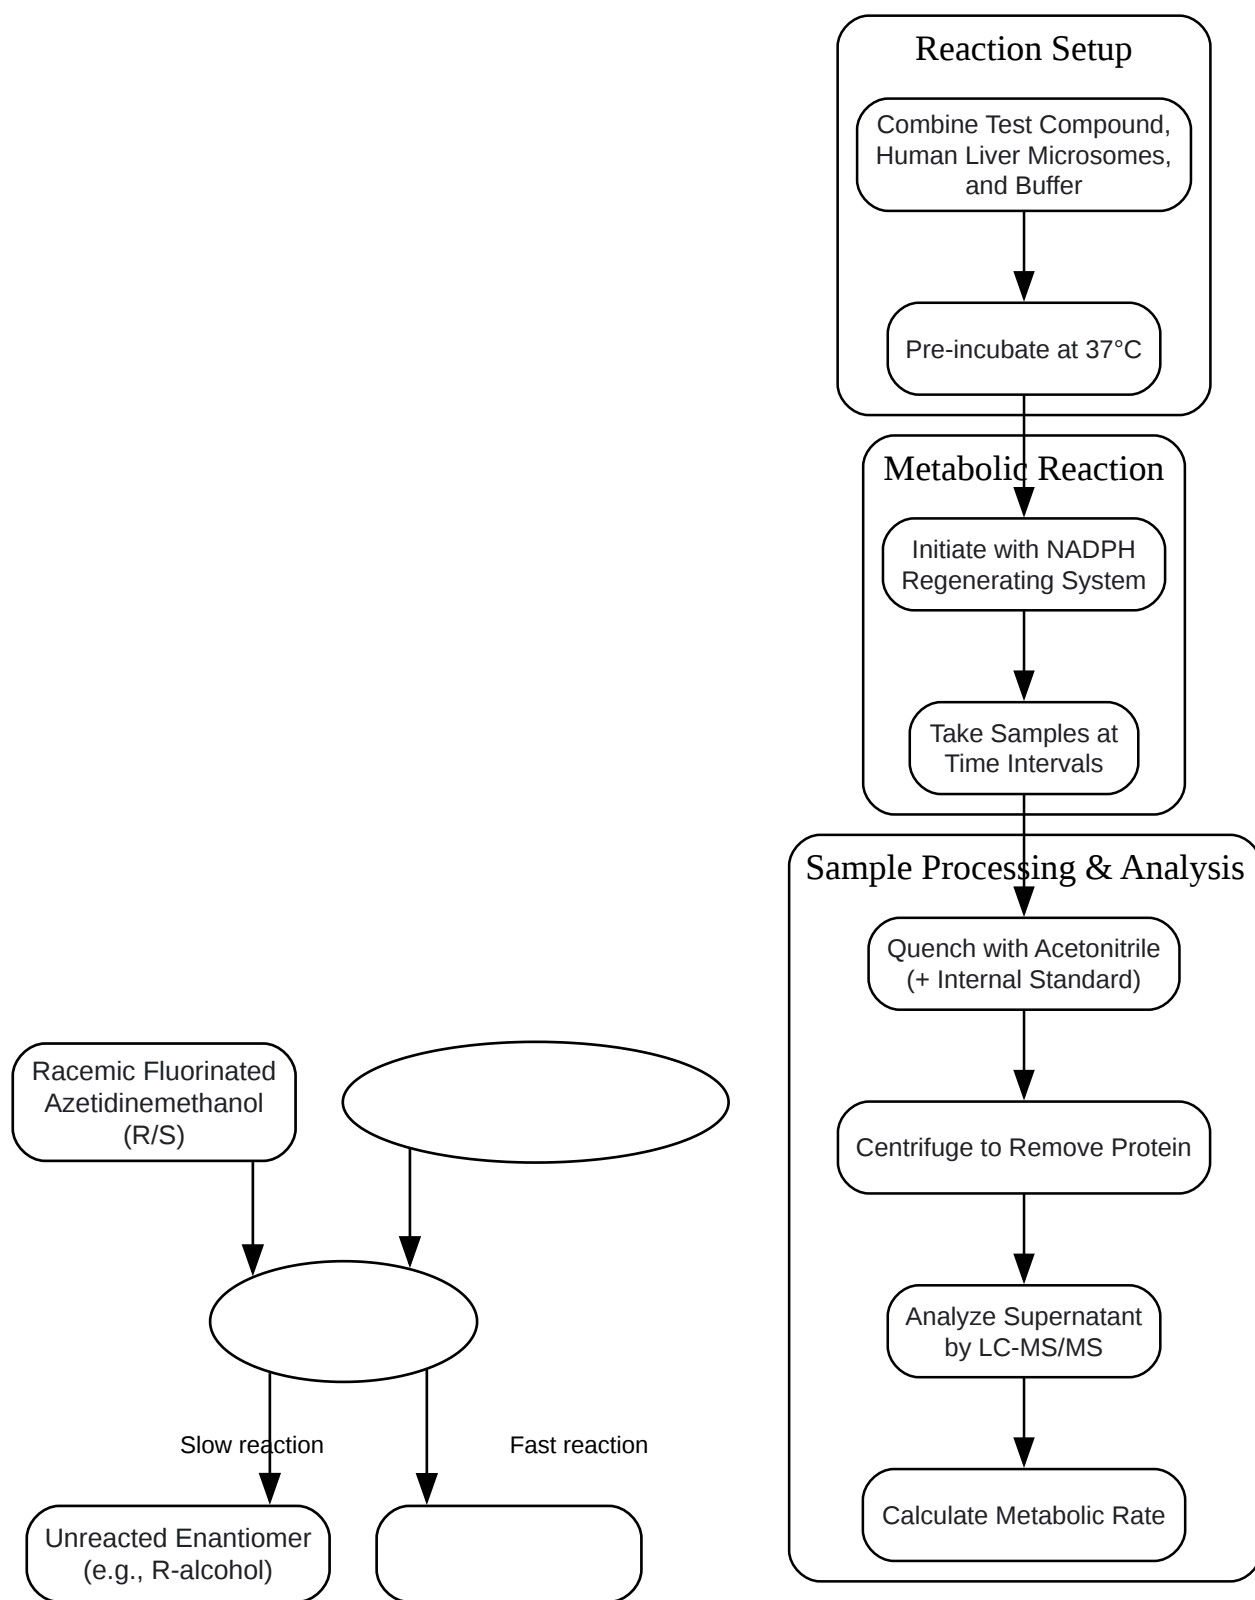 Reaction Setup
Combine Test Compound,
Human Liver Microsomes,
and Buffer
Pre-incubate at 37°C
Metabolic Reaction
Initiate with NADPH
Regenerating System
Take Samples at
Time Intervals
Sample Processing & Analysis
Quench with Acetonitrile
(+ Internal Standard)
Centrifuge to Remove Protein
Analyze Supernatant
by LC-MS/MS
Calculate Metabolic Rate
Racemic Fluorinated
Azetidinemethanol
(R/S)
Slow reaction
Fast reaction
Unreacted Enantiomer
(e.g., R-alcohol)